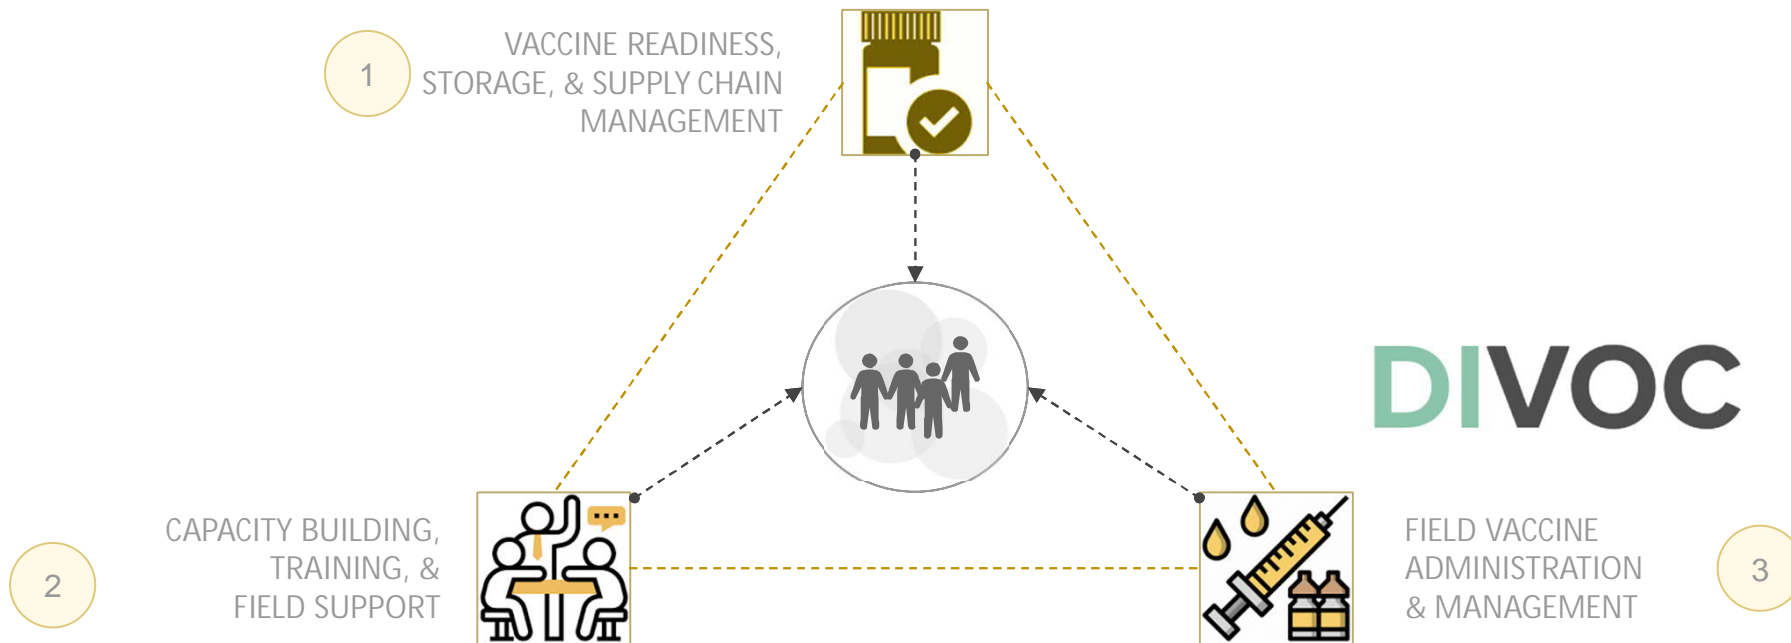 1
VACCINE READINESS,
STORAGE, & SUPPLY CHAIN
MANAGEMENT
DIVOC
2
CAPACITY BUILDING,
TRAINING, &
FIELD SUPPORT
FIELD VACCINE
ADMINISTRATION
& MANAGEMENT
3